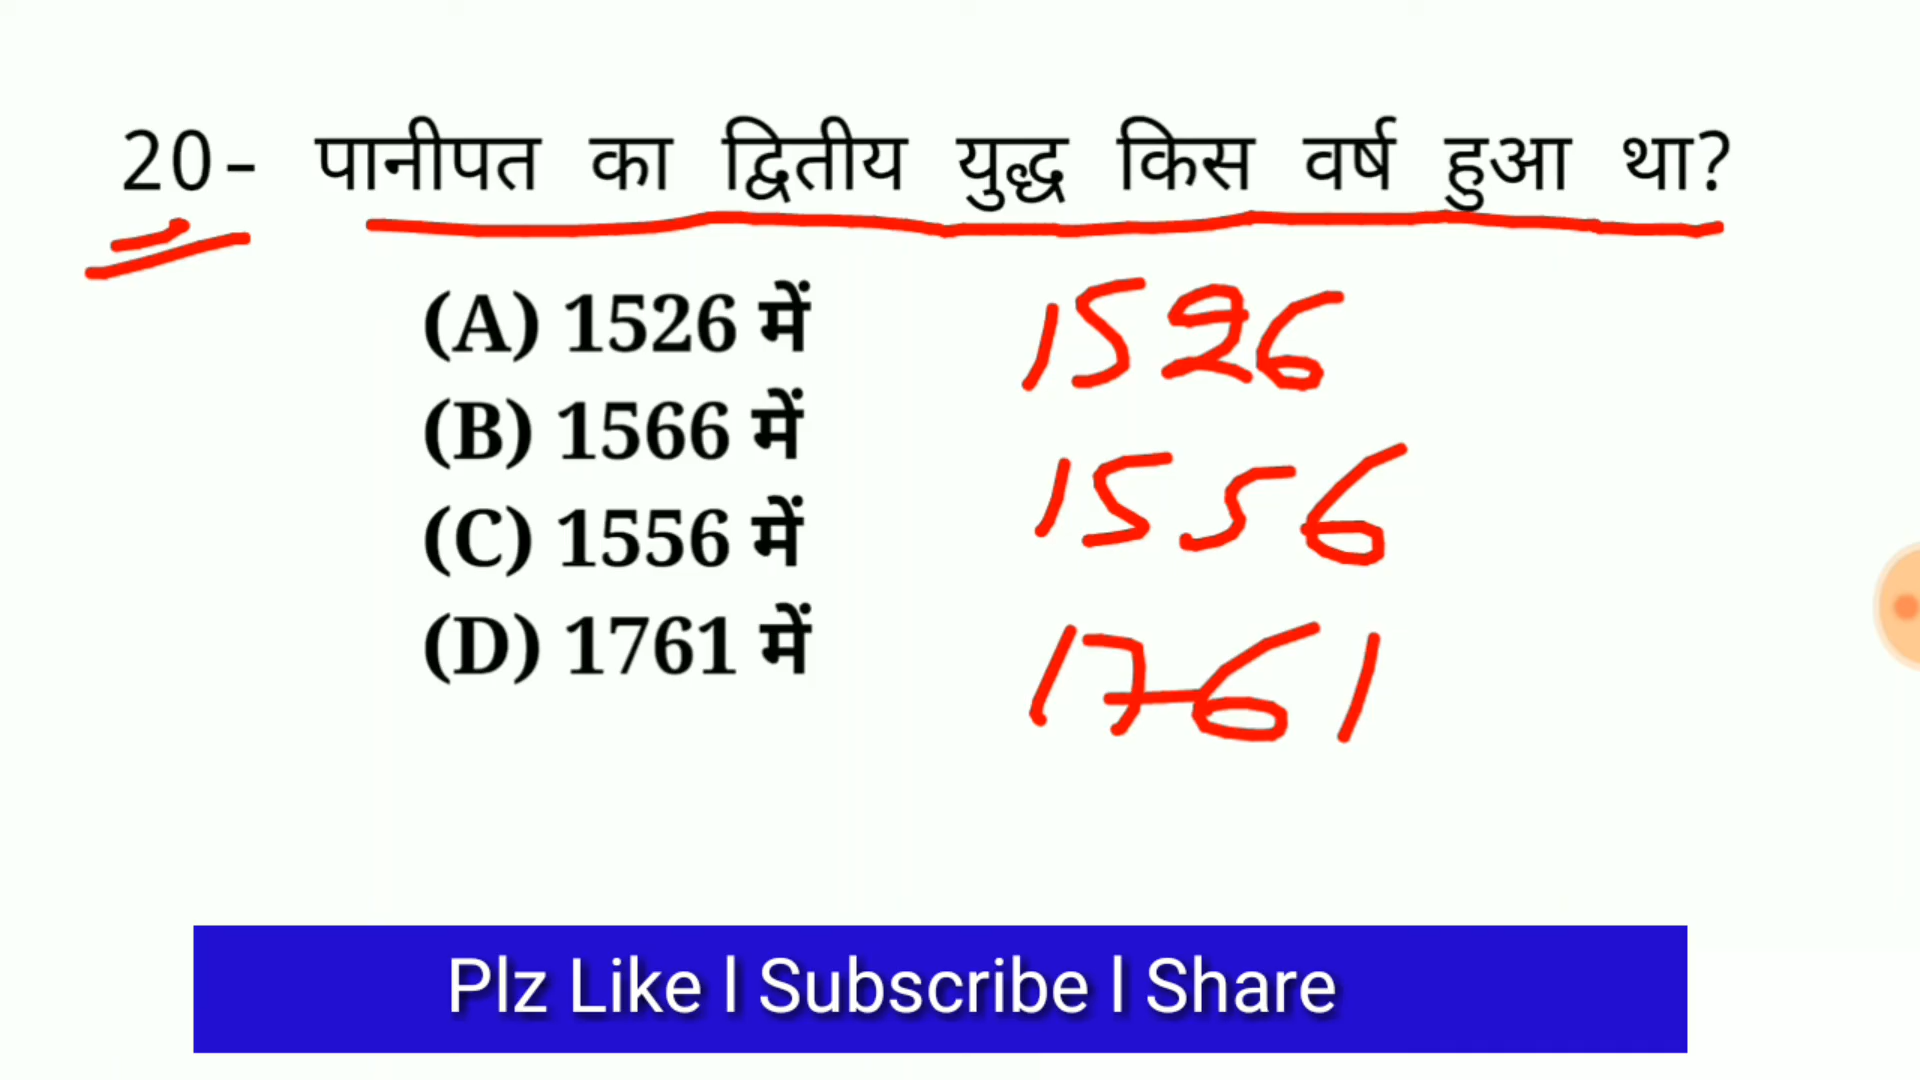 20- पानीपत का द्वितीय युद्ध किस वर्ष हुआ था?
(A) 1526 में
1526
(B) 1566 में
(C) 1556 में
1556
(D) 1761 में
1761
Plz Like l Subscribe l Share